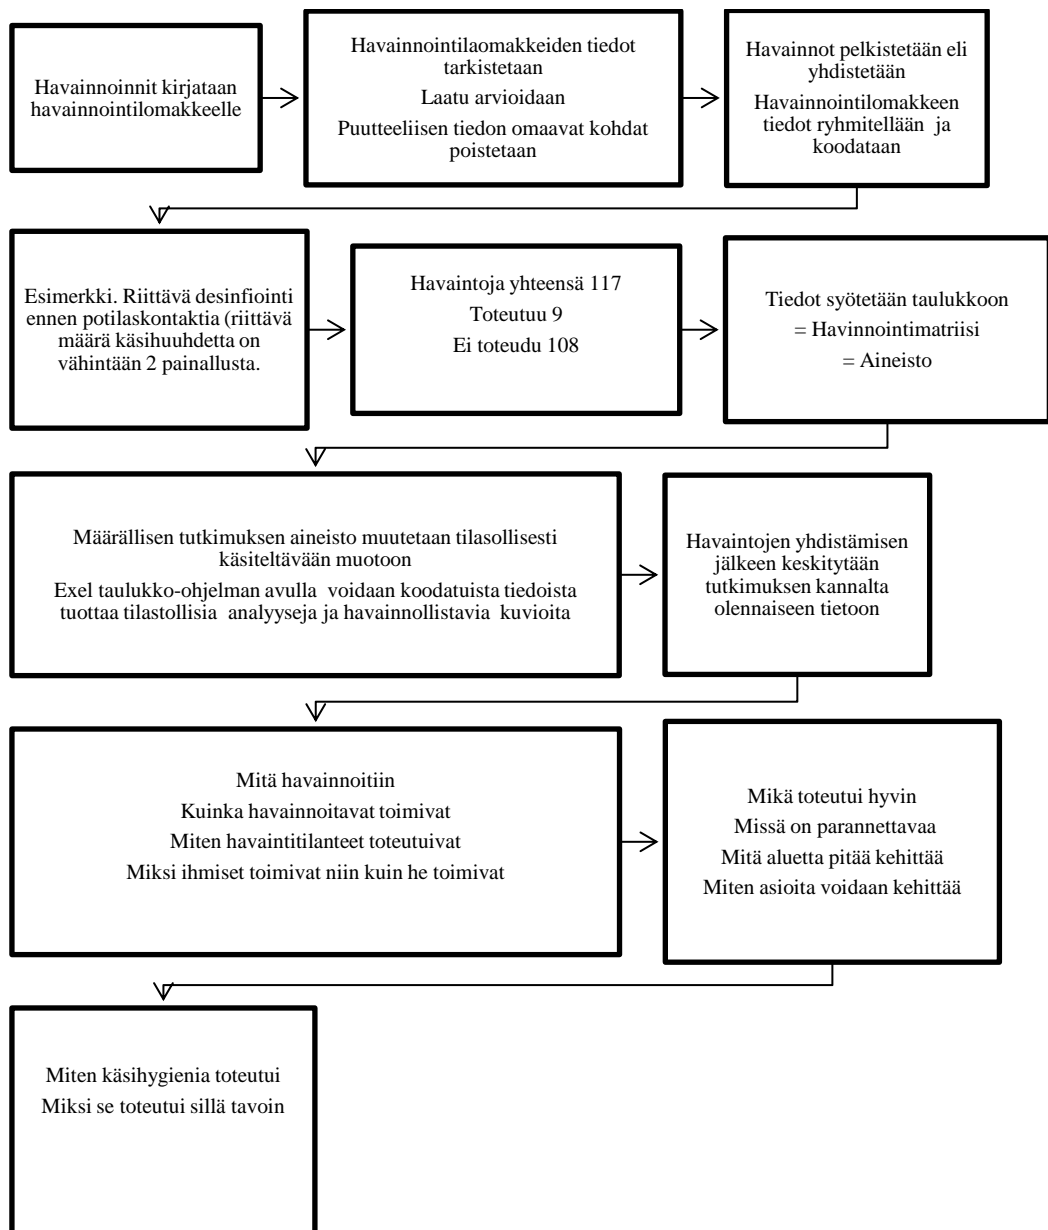 Havainnoinnit kirjataan
havainnointilomakkeelle
Havainnointilaomakkeiden tiedot
tarkistetaan
Laatu arvioidaan
Puutteeliisen tiedon omaavat kohdat
poistetaan
Havainnot pelkistetään eli
yhdistetään
Havainnointilomakkeen
tiedot ryhmitellään ja
koodataan
Esimerkki. Riittävä desinfiointi
ennen potilaskontaktia (riittävä
määrä käsihuuhdetta on
vähintään 2 painallusta.
Havaintoja yhteensä 117
Toteutuu 9
Ei toteudu 108
Tiedot syötetään taulukkoon
= Havinnointimatriisi
= Aineisto
Määrällisen tutkimuksen aineisto muutetaan tilasollisesti
käsiteltävään muotoon
Exel taulukko-ohjelman avulla voidaan koodatuista tiedoista
tuottaa tilastollisia analyyseja ja havainnollistavia kuvioita
Havaintojen yhdistämisen
jälkeen keskitytään
tutkimuksen kannalta
olennaiseen tietoon
Mitä havainnoitiin
Kuinka havainnoitavat toimivat
Miten havaintitilanteet toteutuivat
Miksi ihmiset toimivat niin kuin he toimivat
Mikä toteutui hyvin
Missä on parannettavaa
Mitä aluetta pitää kehittää
Miten asioita voidaan kehittää
Miten käsihygienia toteutui
Miksi se toteutui sillä tavoin